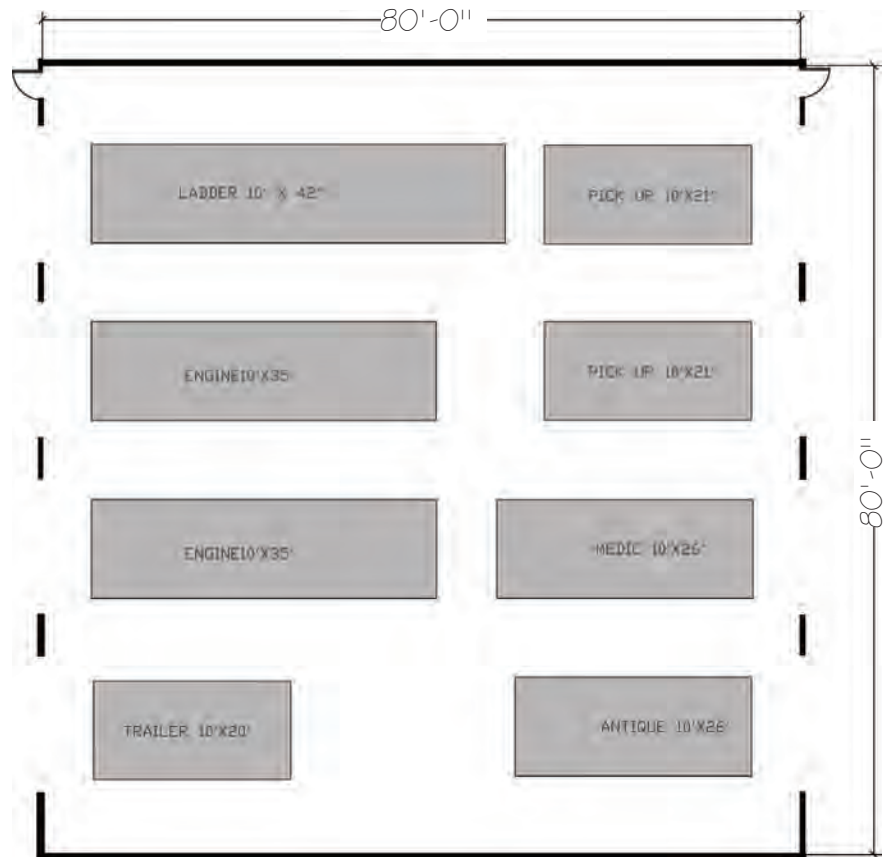 80'-0"
LADDER 10' X 42'
PICK UP 10'X21'
ENGINE10'X35'
PICK UP 10'X21'
80'-0"
ENGINE10'X35'
MEDIC 10'X26'
TRAILER 10'X20'
ANTIQUE 10'X26'